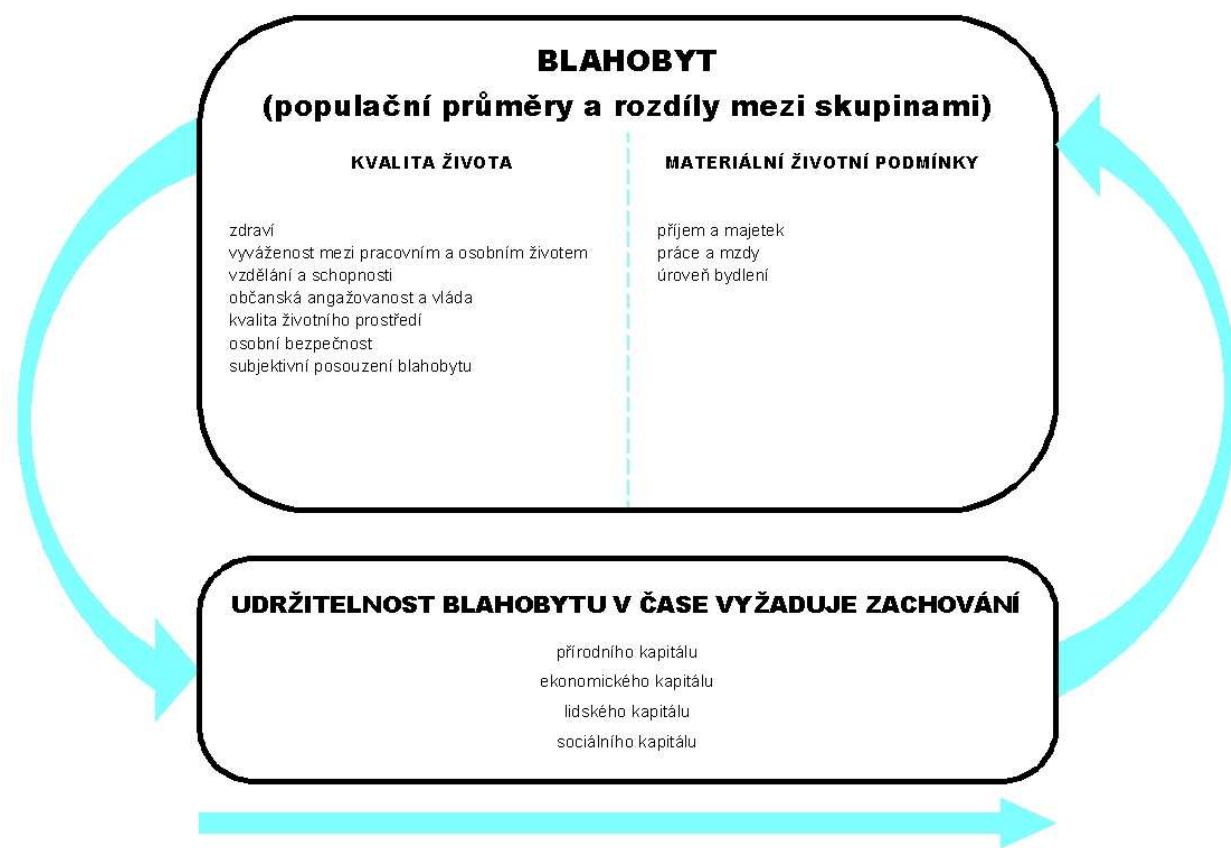 BLAHOBYT
(populační průměry a rozdíly mezi skupinami)
KVALITA ŽIVOTA
zdraví
vyváženost mezi pracovním a osobním životem
vzdělání a schopnosti
občanská angažovanost a vláda
kvalita životního prostředí
osobní bezpečnost
subjektivní posouzení blahobytu
MATERIÁLNÍ ŽIVOTNÍ PODMÍNKY
příjem a majetek
práce a mzdy
úroveň bydlení
UDRŽITELNOST BLAHOBYTU V ČASE VYŽADUJE ZACHOVÁNÍ
přírodního kapitálu
ekonomického kapitálu
lidského kapitálu
sociálního kapitálu